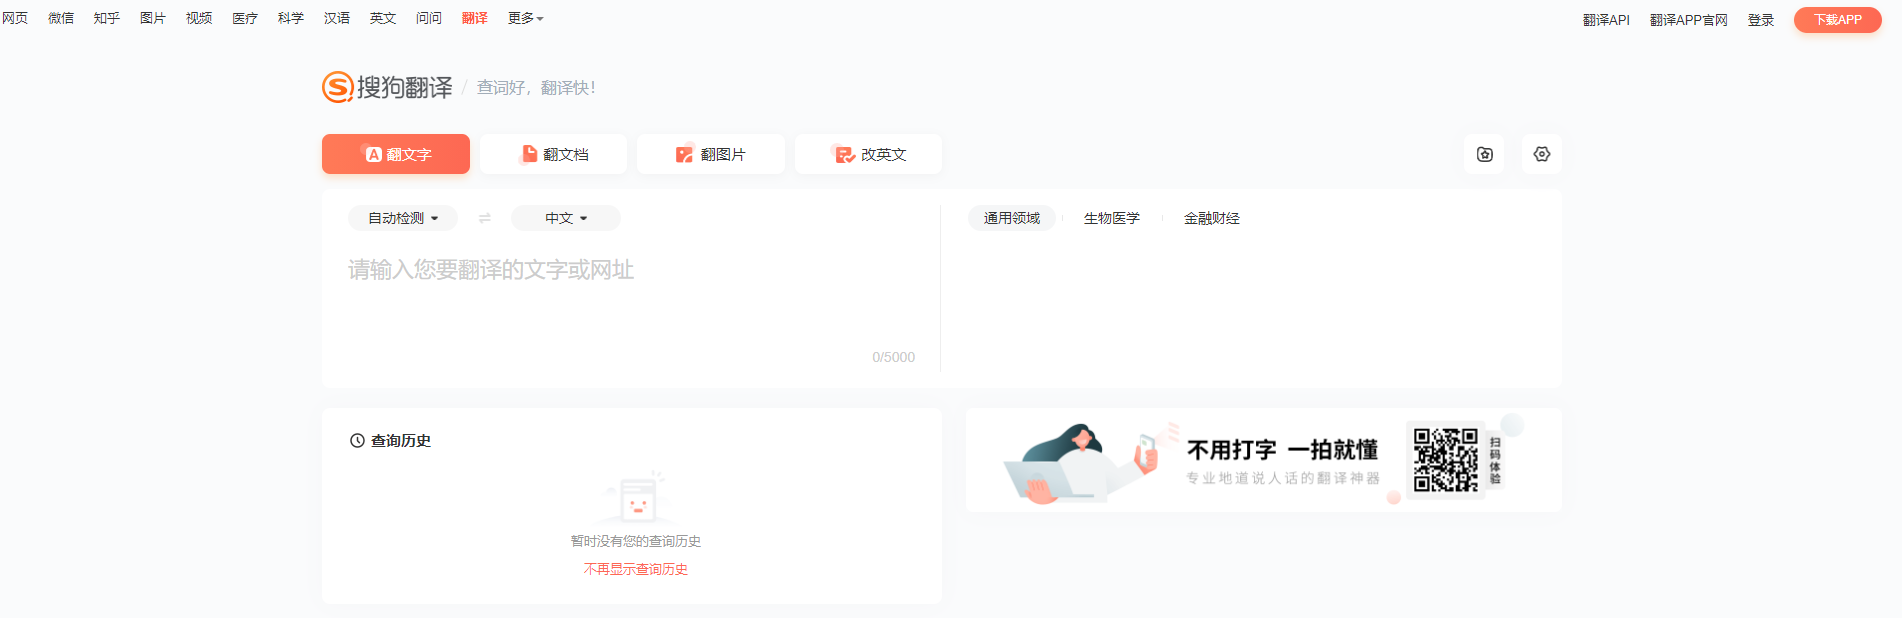 网页 微信 知乎 图片 视频 医疗 科学 汉语 英文 问问 翻译 更多
翻译API 翻译APP官网 登录 下载APP
搜狗翻译 / 查词好，翻译快！
翻文字 翻文档 翻图片 改英文
自动检测 中文
通用领域 生物医学 金融财经
请输入您要翻译的文字或网址
0/5000
查询历史
暂时没有您的查询历史
不再显示查询历史
不用打字 一拍就懂
专业地道说人话的翻译神器
扫码体验